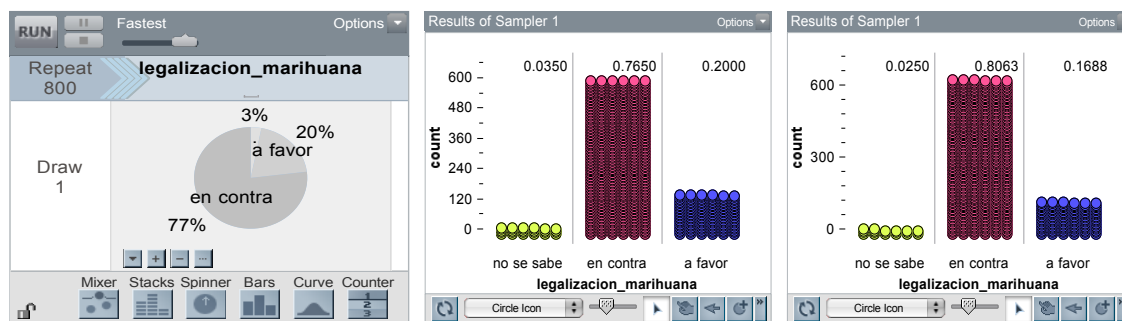 RUN
Fastest
Options
Repeat
800
legalizacion_marihuana
Draw
1
3%
20%
a favor
en contra
77%
Mixer Stacks Spinner Bars Curve Counter
1
2
3
Results of Sampler 1
Options
0.0350 0.7650 0.2000
600
480
360
240
120
0
count
no se sabe en contra a favor
legalizacion_marihuana
Circle Icon
Results of Sampler 1
Options
0.0250 0.8063 0.1688
600
300
0
count
no se sabe en contra a favor
legalizacion_marihuana
Circle Icon